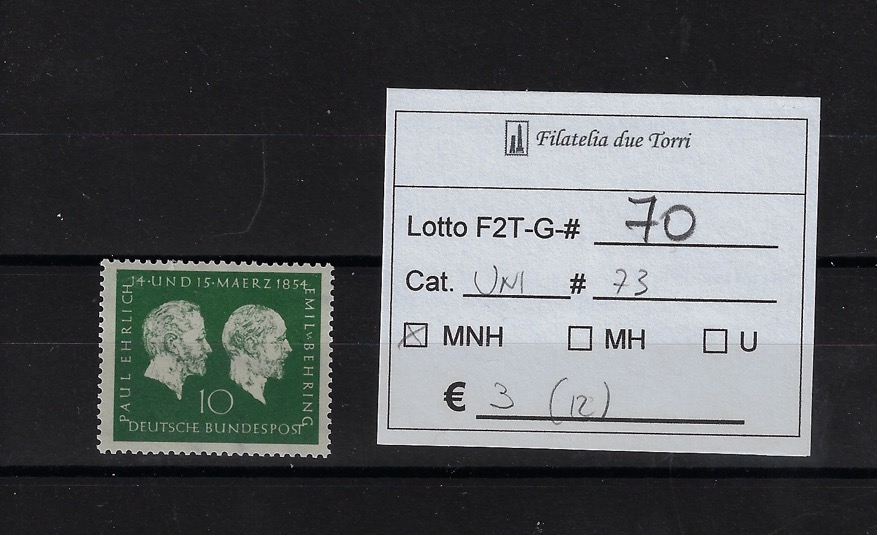 14·UND 15·MAERZ 1854
PAUL EHRLICH
EMIL v. BEHRING
10
DEUTSCHE BUNDESPOST
Filatelia due Torri
Lotto F2T-G-# 70
Cat. UNI # 73
☒ MNH ☐ MH ☐ U
€ 3 (12)